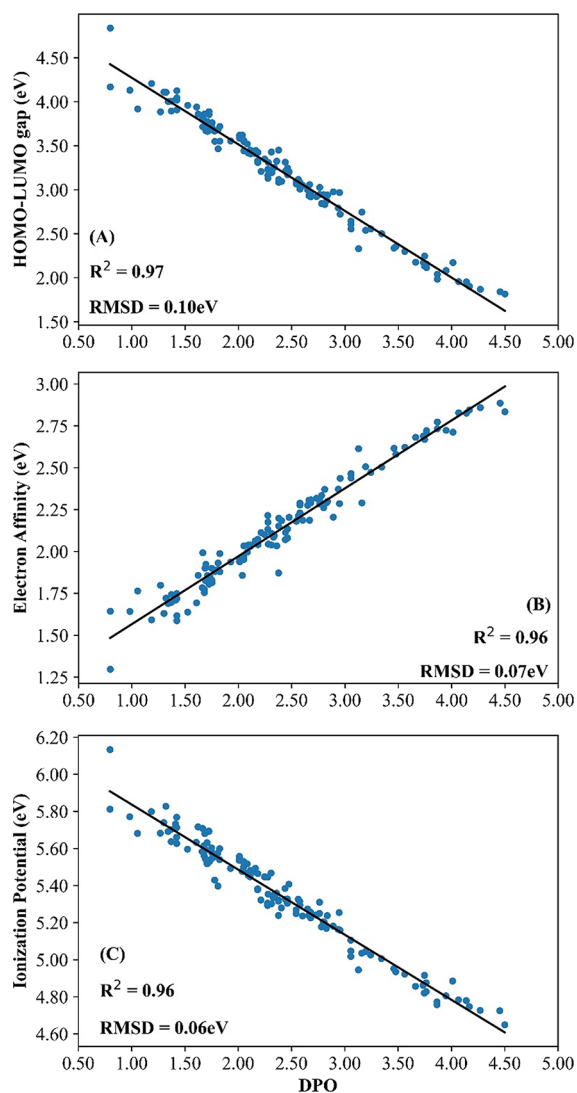 HOMO-LUMO gap (eV)
4.50
4.00
3.50
3.00
2.50
2.00
1.50
(A)
R² = 0.97
RMSD = 0.10eV
0.50 1.00 1.50 2.00 2.50 3.00 3.50 4.00 4.50 5.00
Electron Affinity (eV)
3.00
2.75
2.50
2.25
2.00
1.75
1.50
1.25
(B)
R² = 0.96
RMSD = 0.07eV
0.50 1.00 1.50 2.00 2.50 3.00 3.50 4.00 4.50 5.00
Ionization Potential (eV)
6.20
6.00
5.80
5.60
5.40
5.20
5.00
4.80
4.60
(C)
R² = 0.96
RMSD = 0.06eV
0.50 1.00 1.50 2.00 2.50 3.00 3.50 4.00 4.50 5.00
DPO